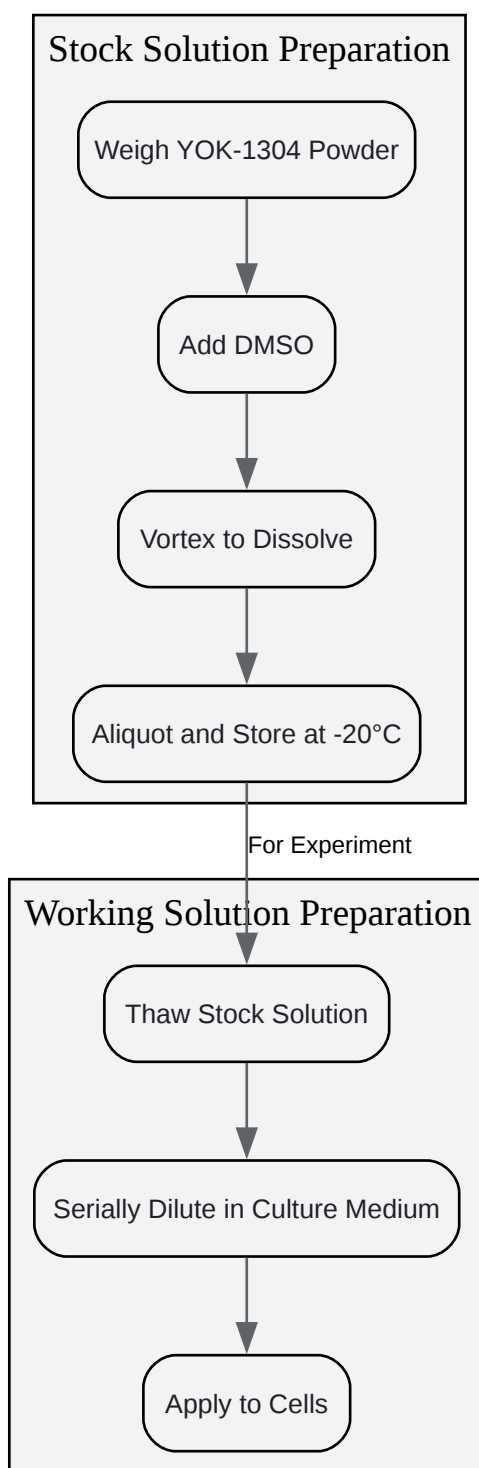 Stock Solution Preparation
Weigh YOK-1304 Powder
Add DMSO
Vortex to Dissolve
Aliquot and Store at -20°C
For Experiment
Working Solution Preparation
Thaw Stock Solution
Serially Dilute in Culture Medium
Apply to Cells